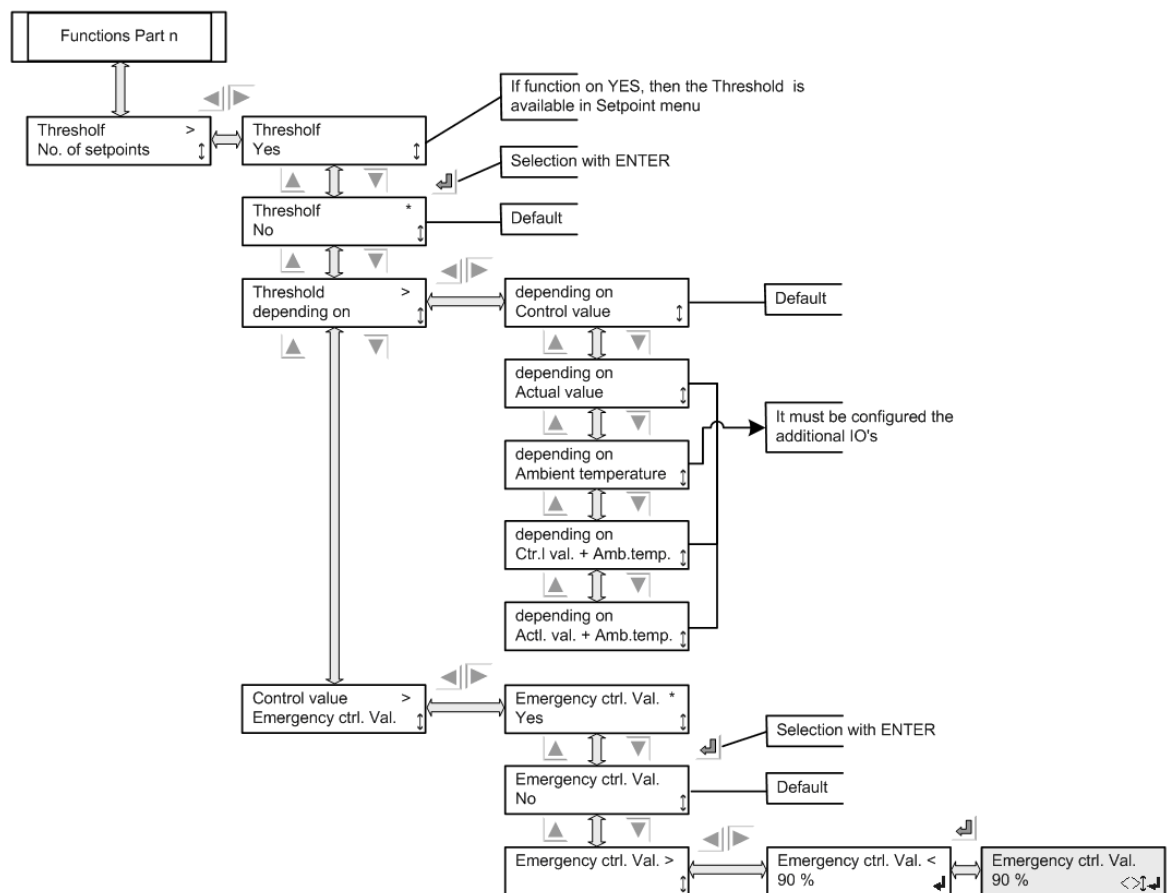 Functions Part n
If function on YES, then the Threshold is
available in Setpoint menu
Thresholf >
No. of setpoints
Thresholf
Yes
Selection with ENTER
Thresholf *
No
Default
Threshold >
depending on
depending on
Control value
Default
depending on
Actual value
It must be configured the
additional IO's
depending on
Ambient temperature
depending on
Ctr.l val. + Amb.temp.
depending on
Actl. val. + Amb.temp.
Control value >
Emergency ctrl. Val.
Emergency ctrl. Val. *
Yes
Selection with ENTER
Emergency ctrl. Val.
No
Default
Emergency ctrl. Val. >
Emergency ctrl. Val. <
90 %
Emergency ctrl. Val.
90 % <>